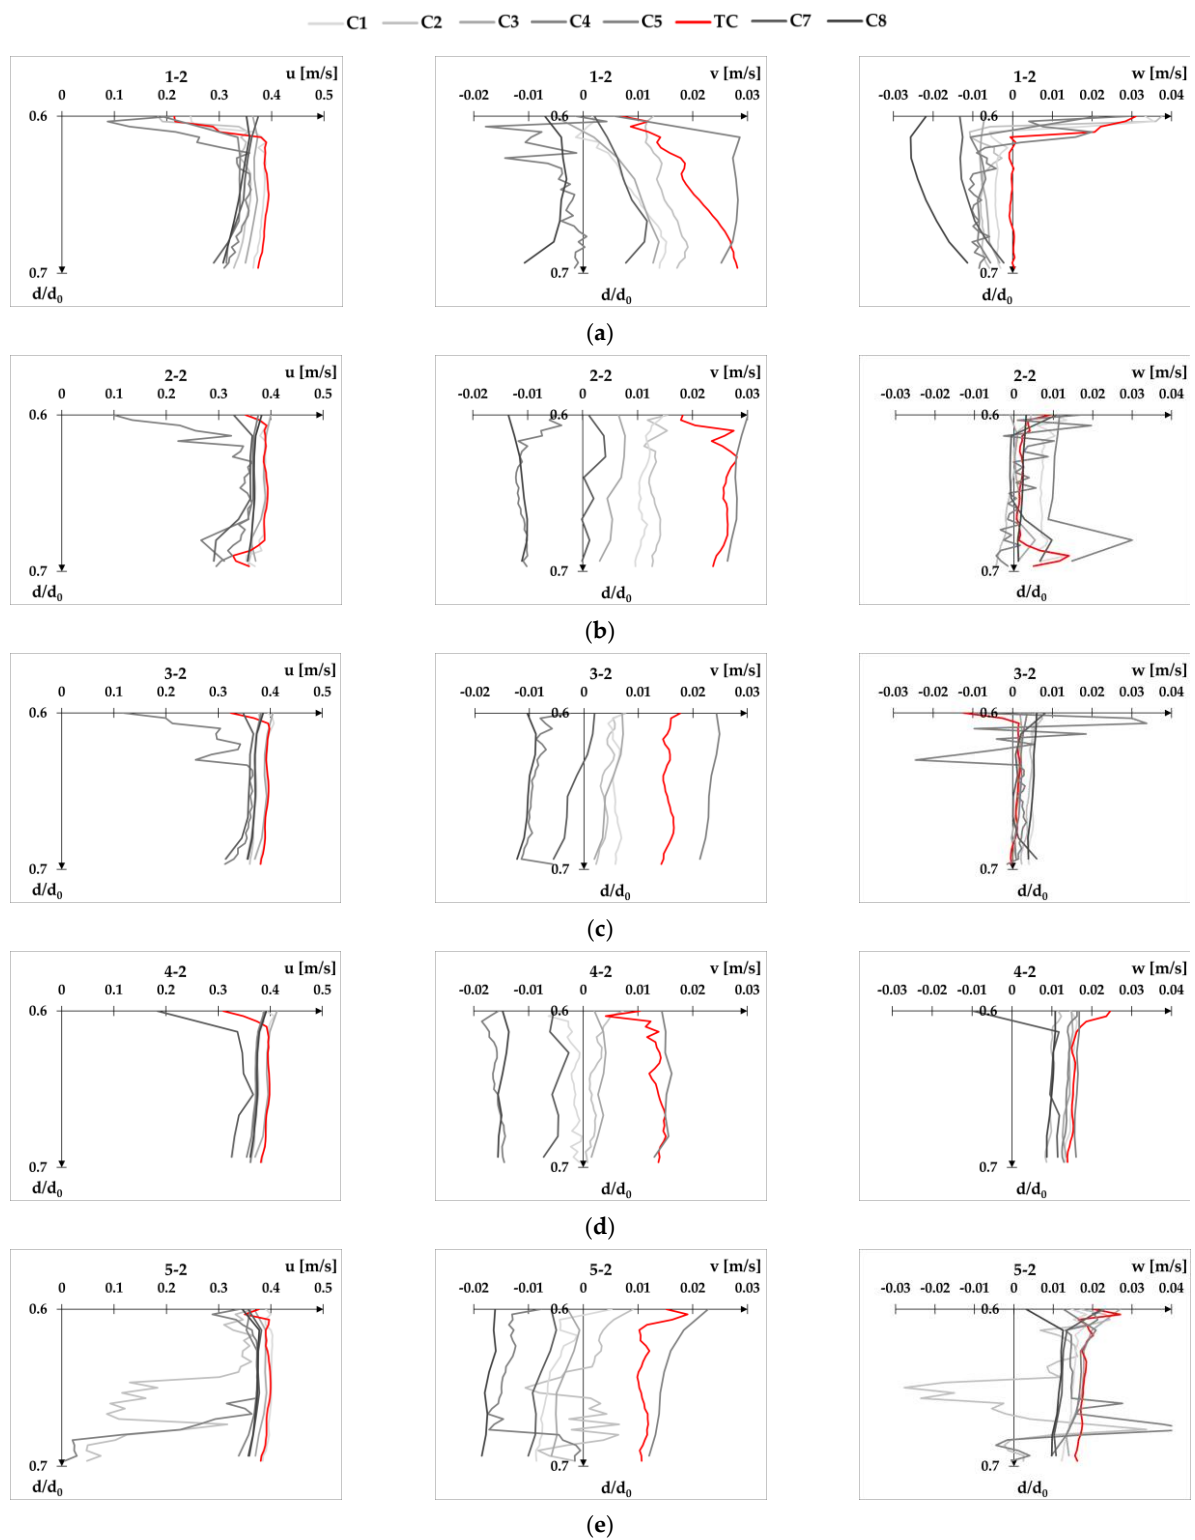 C1 C2 C3 C4 C5 TC C7 C8
1-2 u [m/s]
0 0.1 0.2 0.3 0.4 0.5
0.6
0.7
d/d0
1-2 v [m/s]
-0.02 -0.01 0 0.01 0.02 0.03
0.6
0.7
d/d0
1-2 w [m/s]
-0.03 -0.02 -0.01 0 0.01 0.02 0.03 0.04
0.6
0.7
d/d0
(a)
2-2 u [m/s]
0 0.1 0.2 0.3 0.4 0.5
0.6
0.7
d/d0
2-2 v [m/s]
-0.02 -0.01 0 0.01 0.02 0.03
0.6
0.7
d/d0
2-2 w [m/s]
-0.03 -0.02 -0.01 0 0.01 0.02 0.03 0.04
0.6
0.7
d/d0
(b)
3-2 u [m/s]
0 0.1 0.2 0.3 0.4 0.5
0.6
0.7
d/d0
3-2 v [m/s]
-0.02 -0.01 0 0.01 0.02 0.03
0.6
0.7
d/d0
3-2 w [m/s]
-0.03 -0.02 -0.01 0 0.01 0.02 0.03 0.04
0.6
0.7
d/d0
(c)
4-2 u [m/s]
0 0.1 0.2 0.3 0.4 0.5
0.6
0.7
d/d0
4-2 v [m/s]
-0.02 -0.01 0 0.01 0.02 0.03
0.6
0.7
d/d0
4-2 w [m/s]
-0.03 -0.02 -0.01 0 0.01 0.02 0.03 0.04
0.6
0.7
d/d0
(d)
5-2 u [m/s]
0 0.1 0.2 0.3 0.4 0.5
0.6
0.7
d/d0
5-2 v [m/s]
-0.02 -0.01 0 0.01 0.02 0.03
0.6
0.7
d/d0
5-2 w [m/s]
-0.03 -0.02 -0.01 0 0.01 0.02 0.03 0.04
0.6
0.7
d/d0
(e)